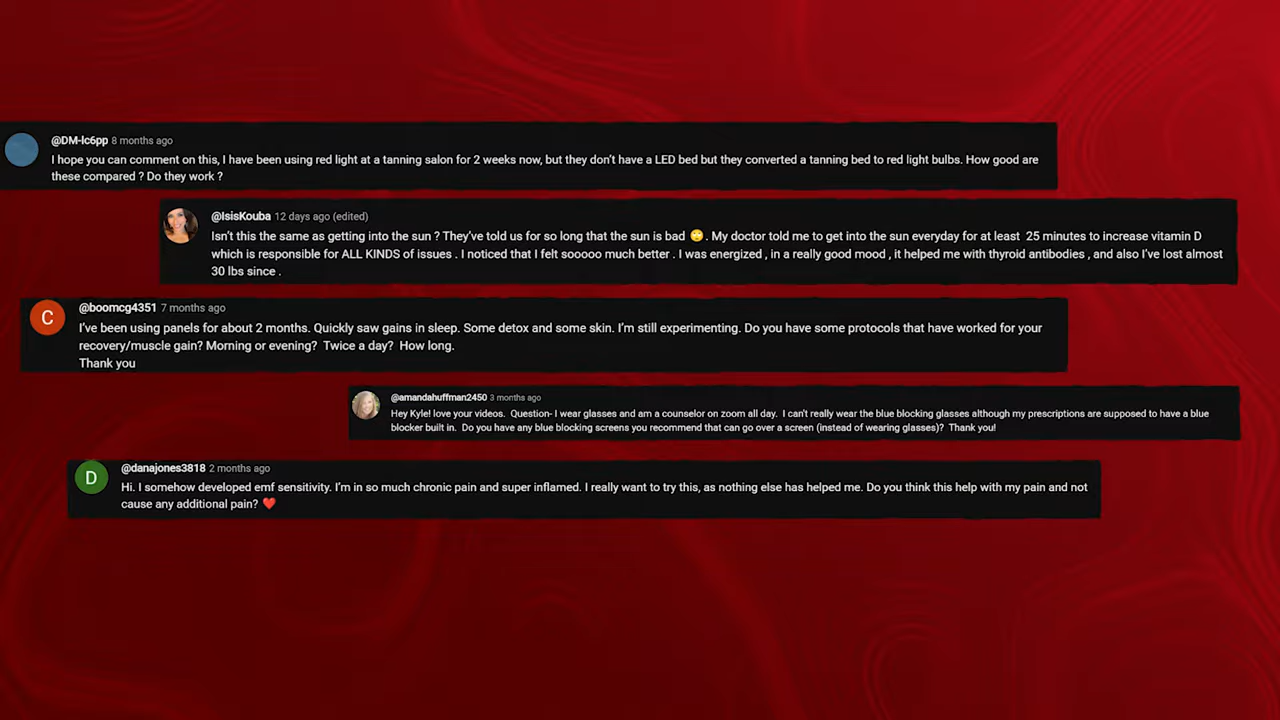 @DM-lc6pp 8 months ago
I hope you can comment on this, I have been using red light at a tanning salon for 2 weeks now, but they don't have a LED bed but they converted a tanning bed to red light bulbs. How good are
these compared ? Do they work ?
@IsisKouba 12 days ago (edited)
Isn't this the same as getting into the sun ? They've told us for so long that the sun is bad 🙄. My doctor told me to get into the sun everyday for at least 25 minutes to increase vitamin D
which is responsible for ALL KINDS of issues . I noticed that I felt sooooo much better . I was energized , in a really good mood , it helped me with thyroid antibodies , and also I've lost almost
30 lbs since .
C
@boomcg4351 7 months ago
I've been using panels for about 2 months. Quickly saw gains in sleep. Some detox and some skin. I'm still experimenting. Do you have some protocols that have worked for your
recovery/muscle gain? Morning or evening? Twice a day? How long.
Thank you
@amandahuffman2450 3 months ago
Hey Kyle! love your videos. Question- I wear glasses and am a counselor on zoom all day. I can't really wear the blue blocking glasses although my prescriptions are supposed to have a blue
blocker built in. Do you have any blue blocking screens you recommend that can go over a screen (instead of wearing glasses)? Thank you!
D
@danajones3818 2 months ago
Hi. I somehow developed emf sensitivity. I'm in so much chronic pain and super inflamed. I really want to try this, as nothing else has helped me. Do you think this help with my pain and not
cause any additional pain? ❤️